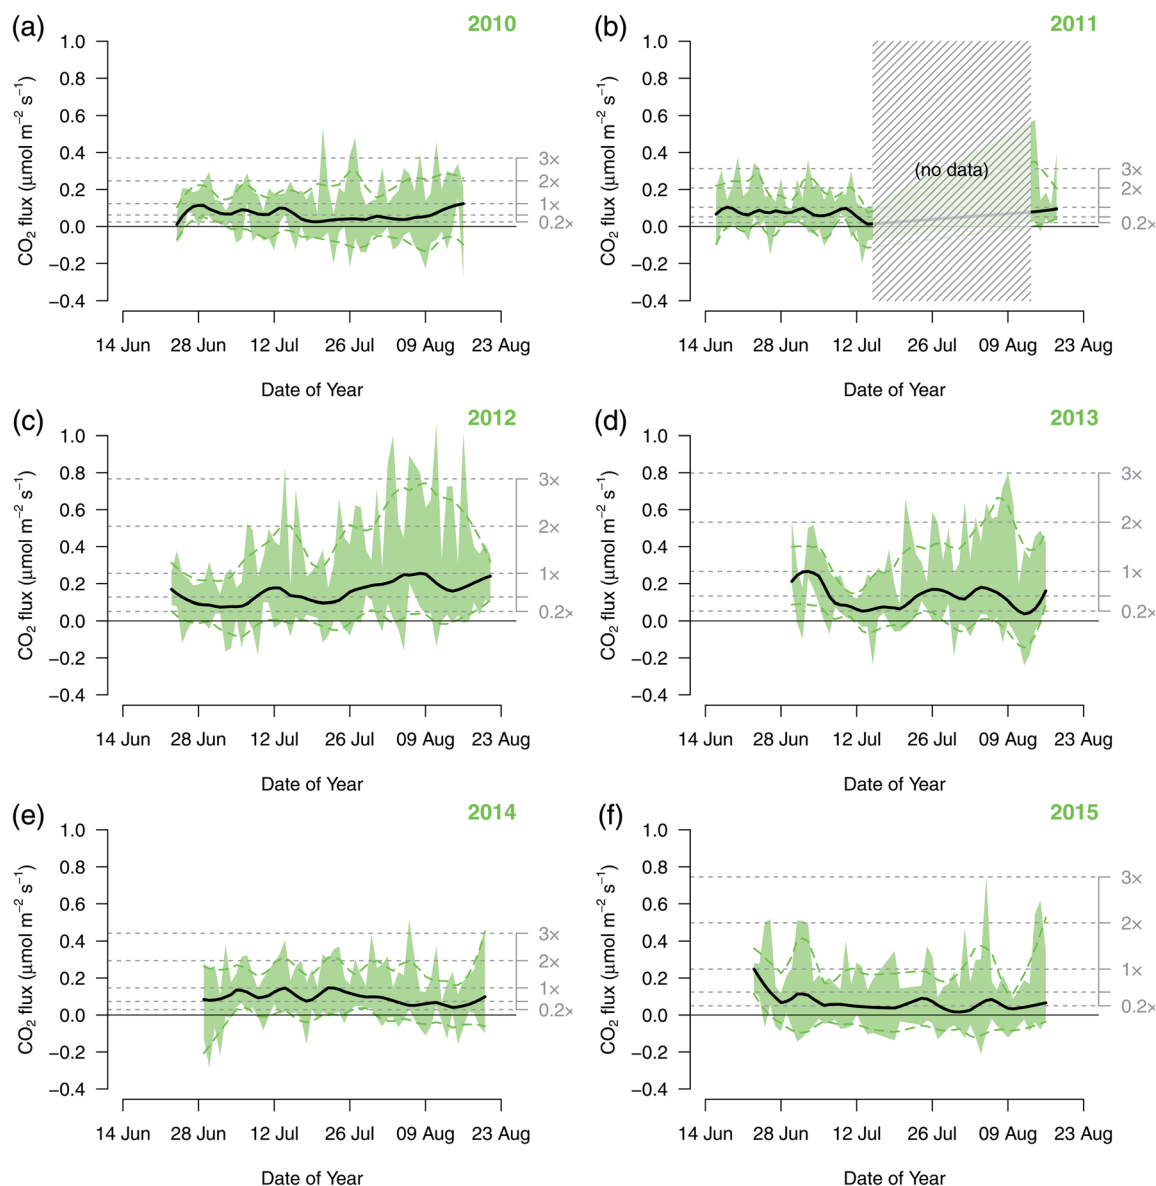 (a) 2010
CO2 flux (μmol m−2 s−1)
1.0
0.8
0.6
0.4
0.2
0.0
−0.2
−0.4
3×
2×
1×
0.2×
14 Jun 28 Jun 12 Jul 26 Jul 09 Aug 23 Aug
Date of Year
(b) 2011
CO2 flux (μmol m−2 s−1)
1.0
0.8
0.6
0.4
0.2
0.0
−0.2
−0.4
(no data)
3×
2×
0.2×
14 Jun 28 Jun 12 Jul 26 Jul 09 Aug 23 Aug
Date of Year
(c) 2012
CO2 flux (μmol m−2 s−1)
1.0
0.8
0.6
0.4
0.2
0.0
−0.2
−0.4
3×
2×
1×
0.2×
14 Jun 28 Jun 12 Jul 26 Jul 09 Aug 23 Aug
Date of Year
(d) 2013
CO2 flux (μmol m−2 s−1)
1.0
0.8
0.6
0.4
0.2
0.0
−0.2
−0.4
3×
2×
1×
0.2×
14 Jun 28 Jun 12 Jul 26 Jul 09 Aug 23 Aug
Date of Year
(e) 2014
CO2 flux (μmol m−2 s−1)
1.0
0.8
0.6
0.4
0.2
0.0
−0.2
−0.4
3×
2×
1×
0.2×
14 Jun 28 Jun 12 Jul 26 Jul 09 Aug 23 Aug
Date of Year
(f) 2015
CO2 flux (μmol m−2 s−1)
1.0
0.8
0.6
0.4
0.2
0.0
−0.2
−0.4
3×
2×
1×
0.2×
14 Jun 28 Jun 12 Jul 26 Jul 09 Aug 23 Aug
Date of Year